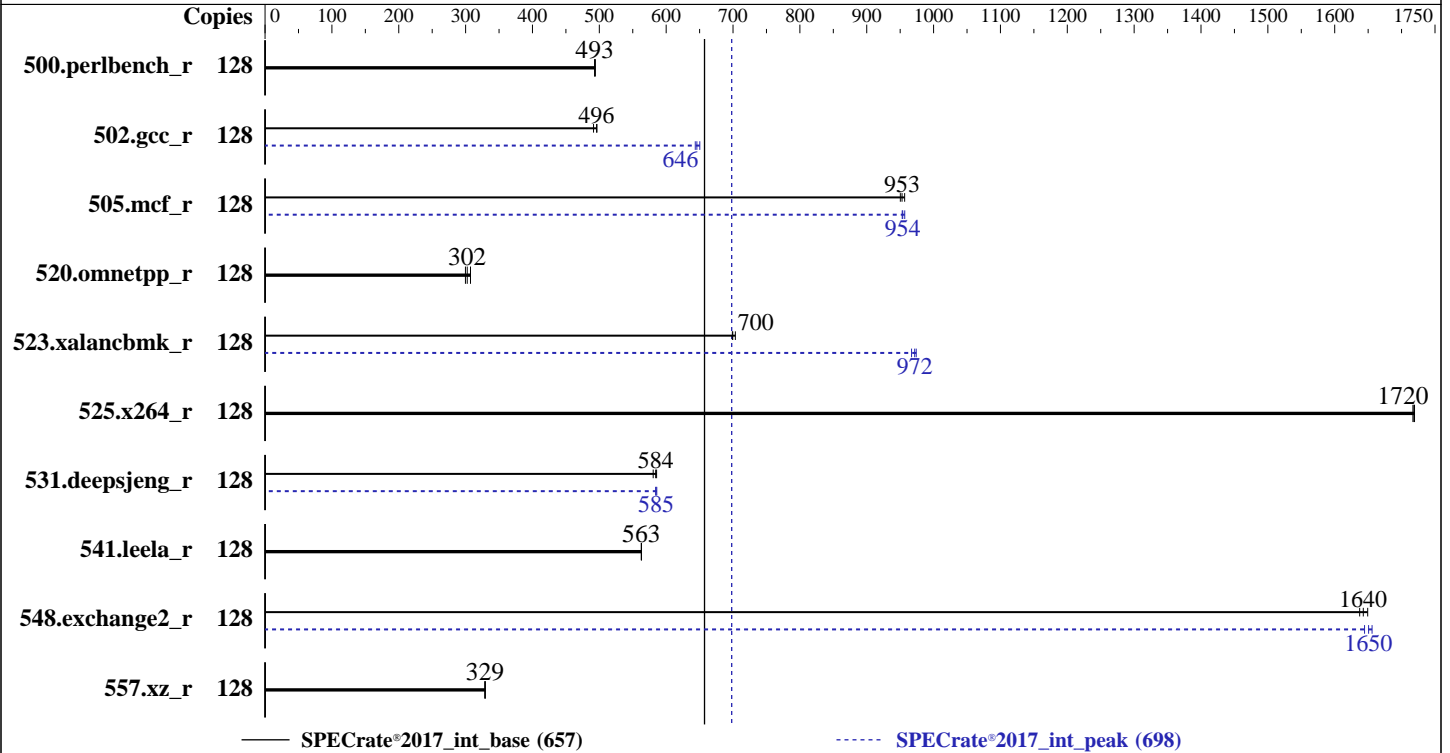 Copies 0 100 200 300 400 500 600 700 800 900 1000 1100 1200 1300 1400 1500 1600 1750
500.perlbench_r 128 493
502.gcc_r 128 496
646
505.mcf_r 128 953
954
520.omnetpp_r 128 302
523.xalancbmk_r 128 700
972
525.x264_r 128 1720
531.deepsjeng_r 128 584
585
541.leela_r 128 563
548.exchange2_r 128 1640
1650
557.xz_r 128 329
SPECrate®2017_int_base (657) SPECrate®2017_int_peak (698)